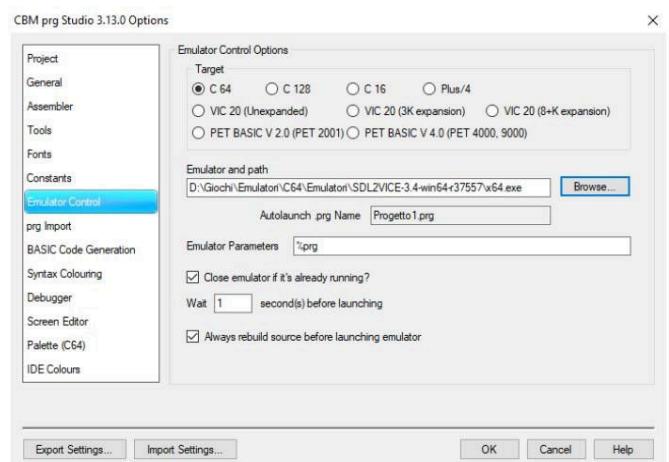 CBM prg Studio 3.13.0 Options
Project
General
Assembler
Tools
Fonts
Constants
Emulator Control
prg Import
BASIC Code Generation
Syntax Colouring
Debugger
Screen Editor
Palette (C64)
IDE Colours
Emulator Control Options
Target
C 64 C 128 C 16 Plus/4
VIC 20 (Unexpanded) VIC 20 (3K expansion) VIC 20 (8+K expansion)
PET BASIC V 2.0 (PET 2001) PET BASIC V 4.0 (PET 4000, 9000)
Emulator and path
D:\Giochi\Emulatori\C64\Emulatori\SDL2VICE-3.4-win64-r37557\x64.exe Browse...
Autolaunch .prg Name Progetto1.prg
Emulator Parameters %prg
Close emulator if it's already running?
Wait 1 second(s) before launching
Always rebuild source before launching emulator
Export Settings... Import Settings... OK Cancel Help